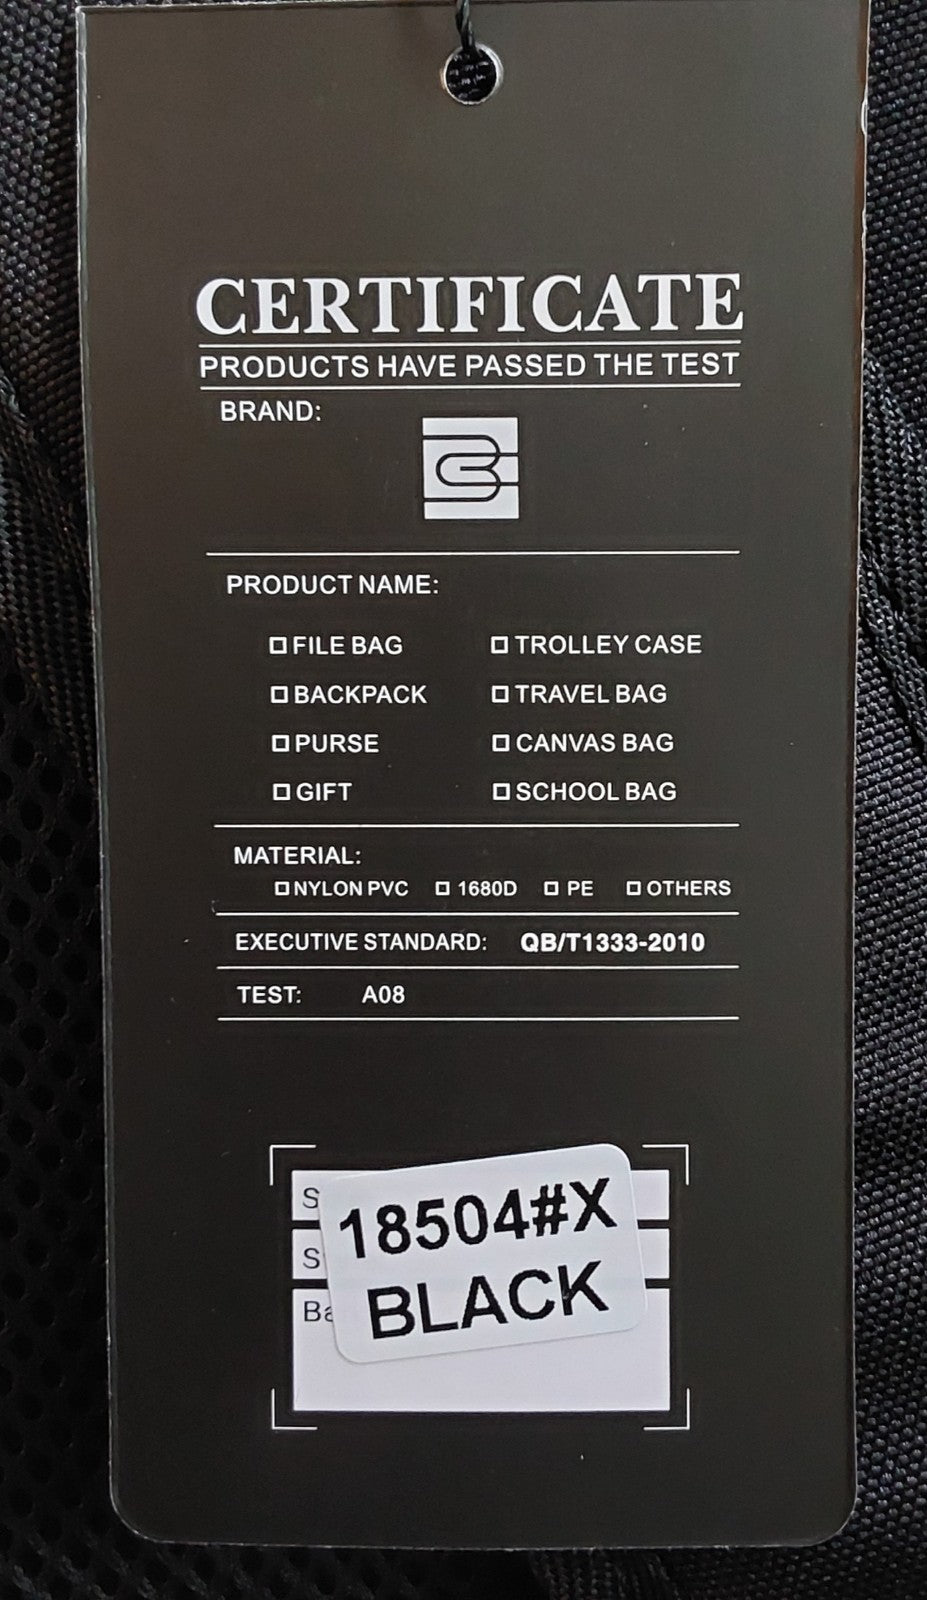 CERTIFICATE
PRODUCTS HAVE PASSED THE TEST
BRAND:
PRODUCT NAME:
FILE BAG TROLLEY CASE
BACKPACK TRAVEL BAG
PURSE CANVAS BAG
GIFT SCHOOL BAG
MATERIAL:
NYLON PVC 1680D PE OTHERS
EXECUTIVE STANDARD: QB/T1333-2010
TEST: A08
18504#X
BLACK